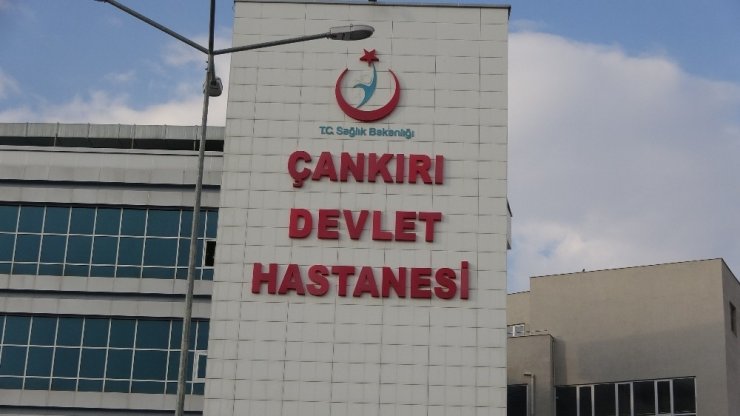 T.C. Sağlık Bakanlığı
ÇANKIRI
DEVLET
HASTANESİ